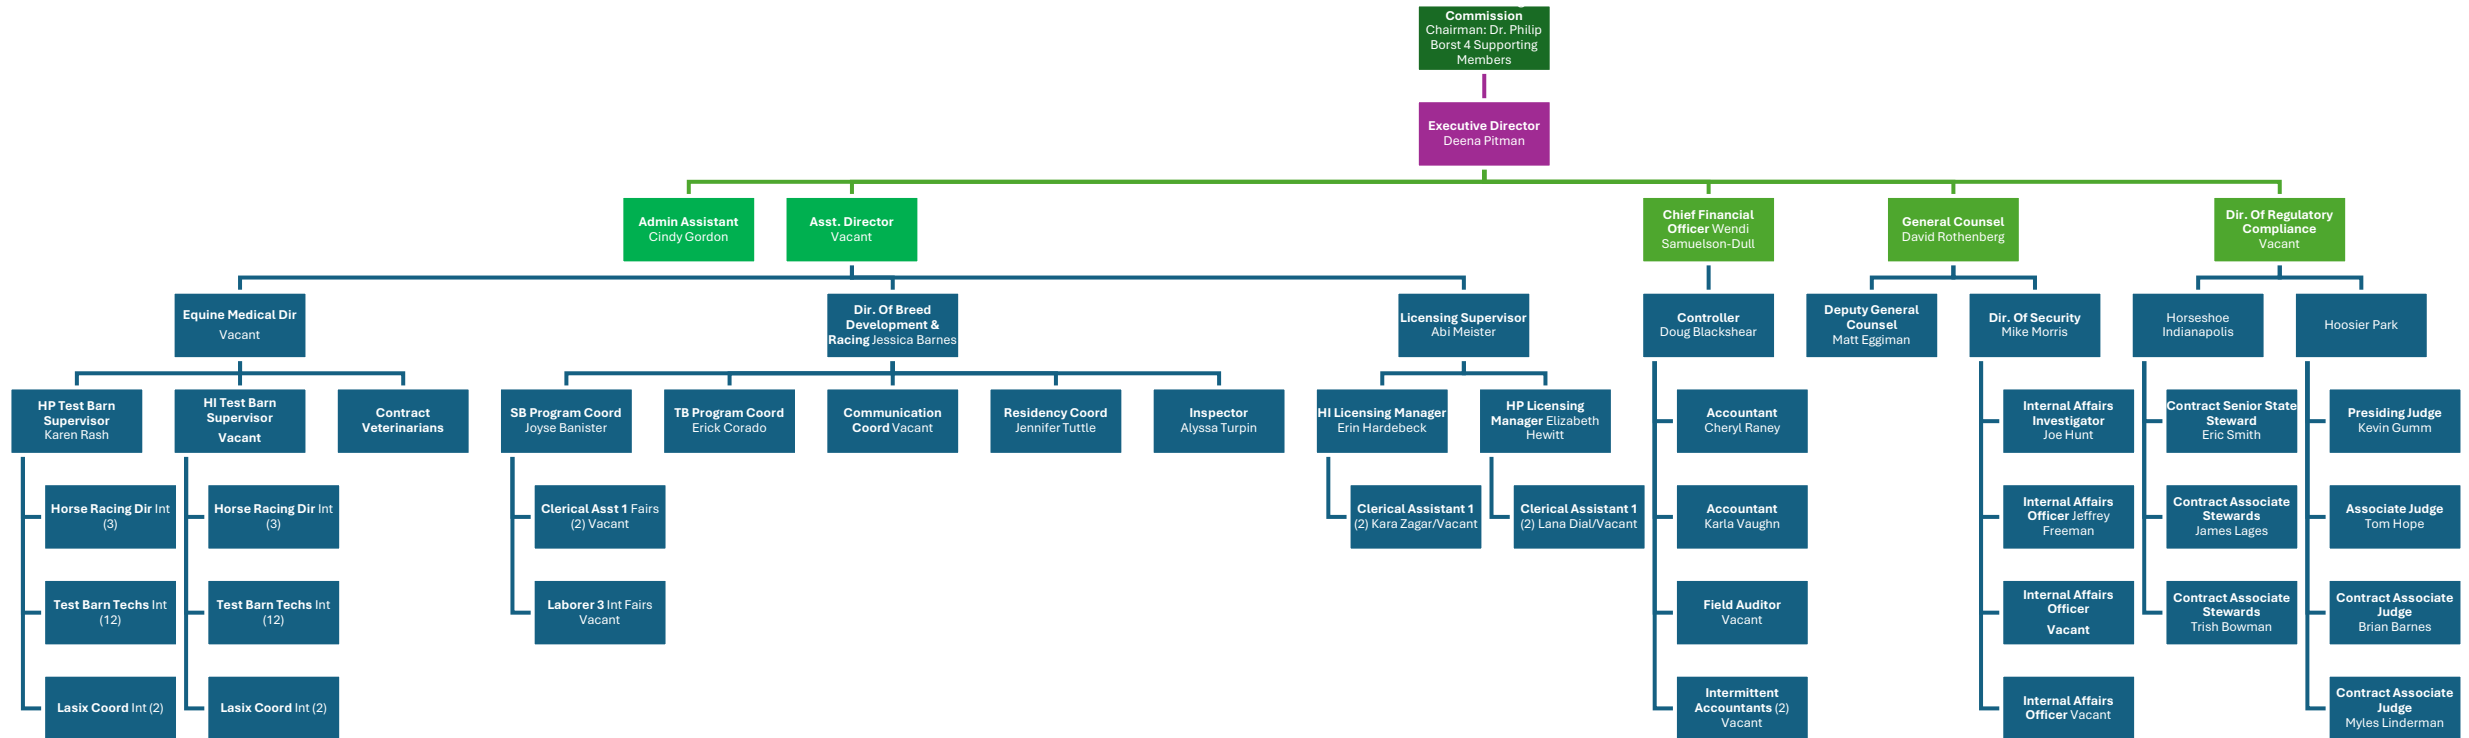 Commission
Chairman: Dr. Philip
Borst 4 Supporting
Members
Executive Director
Deena Pitman
Admin Assistant
Cindy Gordon
Asst. Director
Vacant
Chief Financial
Officer Wendi
Samuelson-Dull
General Counsel
David Rothenberg
Dir. Of Regulatory
Compliance
Vacant
Equine Medical Dir
Vacant
Dir. Of Breed
Development &
Racing Jessica Barnes
Licensing Supervisor
Abi Meister
Controller
Doug Blackshear
Deputy General
Counsel
Matt Eggiman
Dir. Of Security
Mike Morris
Horseshoe
Indianapolis
Hoosier Park
HP Test Barn
Supervisor
Karen Rash
HI Test Barn
Supervisor
Vacant
Contract
Veterinarians
SB Program Coord
Joyse Banister
TB Program Coord
Erick Corado
Communication
Coord Vacant
Residency Coord
Jennifer Tuttle
Inspector
Alyssa Turpin
HI Licensing Manager
Erin Hardebeck
HP Licensing
Manager Elizabeth
Hewitt
Accountant
Cheryl Raney
Internal Affairs
Investigator
Joe Hunt
Contract Senior State
Steward
Eric Smith
Presiding Judge
Kevin Gumm
Horse Racing Dir Int
(3)
Horse Racing Dir Int
(3)
Clerical Asst 1 Fairs
(2) Vacant
Clerical Assistant 1
(2) Kara Zagar/Vacant
Clerical Assistant 1
(2) Lana Dial/Vacant
Accountant
Karla Vaughn
Internal Affairs
Officer Jeffrey
Freeman
Contract Associate
Stewards
James Lages
Associate Judge
Tom Hope
Test Barn Techs Int
(12)
Test Barn Techs Int
(12)
Laborer 3 Int Fairs
Vacant
Field Auditor
Vacant
Internal Affairs
Officer
Vacant
Contract Associate
Stewards
Trish Bowman
Contract Associate
Judge
Brian Barnes
Lasix Coord Int (2)
Lasix Coord Int (2)
Intermittent
Accountants (2)
Vacant
Internal Affairs
Officer Vacant
Contract Associate
Judge
Myles Linderman